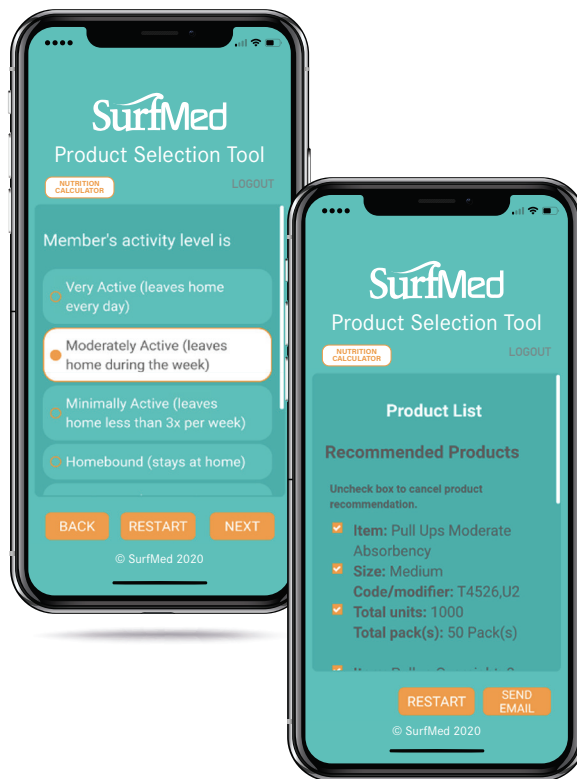 SurfMed
Product Selection Tool
NUTRITION
CALCULATOR
LOGOUT
Member's activity level is
Very Active (leaves home
every day)
Moderately Active (leaves
home during the week)
Minimally Active (leaves
home less than 3x per week)
Homebound (stays at home)
BACK
RESTART
NEXT
© SurfMed 2020
SurfMed
Product Selection Tool
NUTRITION
CALCULATOR
LOGOUT
Product List
Recommended Products
Uncheck box to cancel product
recommendation.
Item: Pull Ups Moderate
Absorbency
Size: Medium
Code/modifier: T4526,U2
Total units: 1000
Total pack(s): 50 Pack(s)
RESTART
SEND
EMAIL
© SurfMed 2020